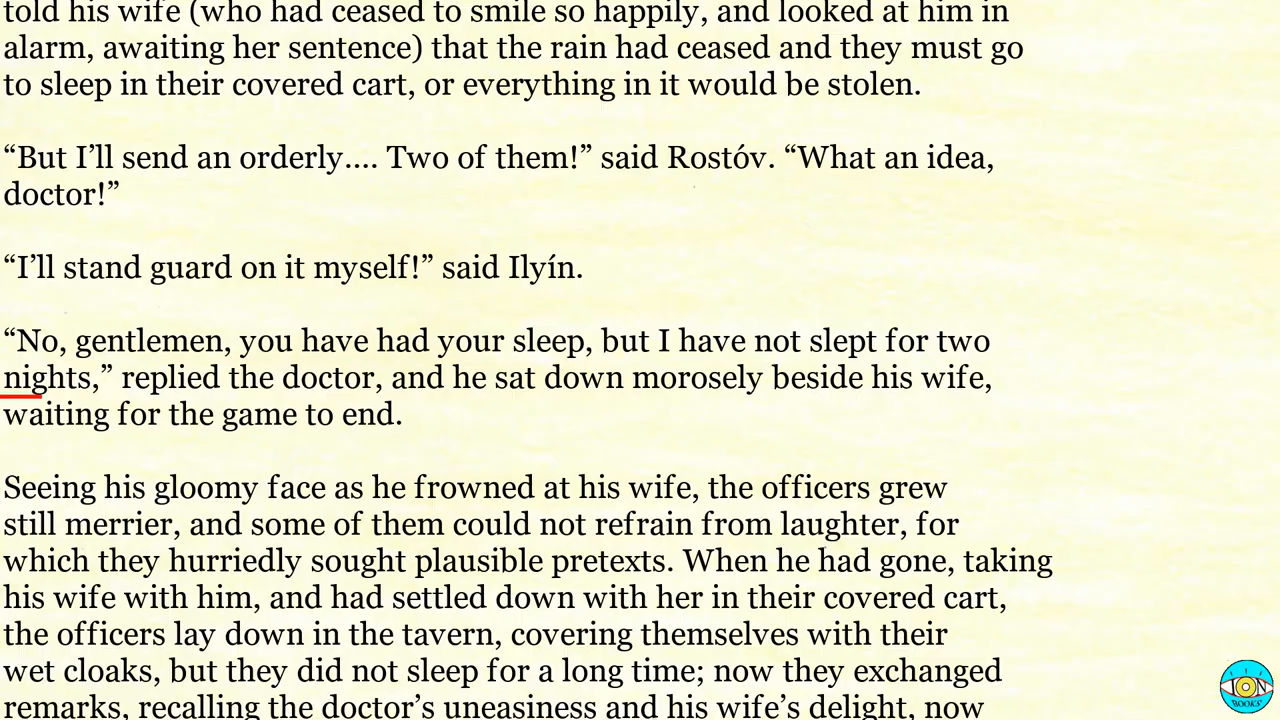 told his wife (who had ceased to smile so happily, and looked at him in
alarm, awaiting her sentence) that the rain had ceased and they must go
to sleep in their covered cart, or everything in it would be stolen.
“But I’ll send an orderly.... Two of them!” said Rostóv. “What an idea,
doctor!”
“I’ll stand guard on it myself!” said Ilyín.
“No, gentlemen, you have had your sleep, but I have not slept for two
nights,” replied the doctor, and he sat down morosely beside his wife,
waiting for the game to end.
Seeing his gloomy face as he frowned at his wife, the officers grew
still merrier, and some of them could not refrain from laughter, for
which they hurriedly sought plausible pretexts. When he had gone, taking
his wife with him, and had settled down with her in their covered cart,
the officers lay down in the tavern, covering themselves with their
wet cloaks, but they did not sleep for a long time; now they exchanged
remarks, recalling the doctor’s uneasiness and his wife’s delight, now
ION
BOOKS